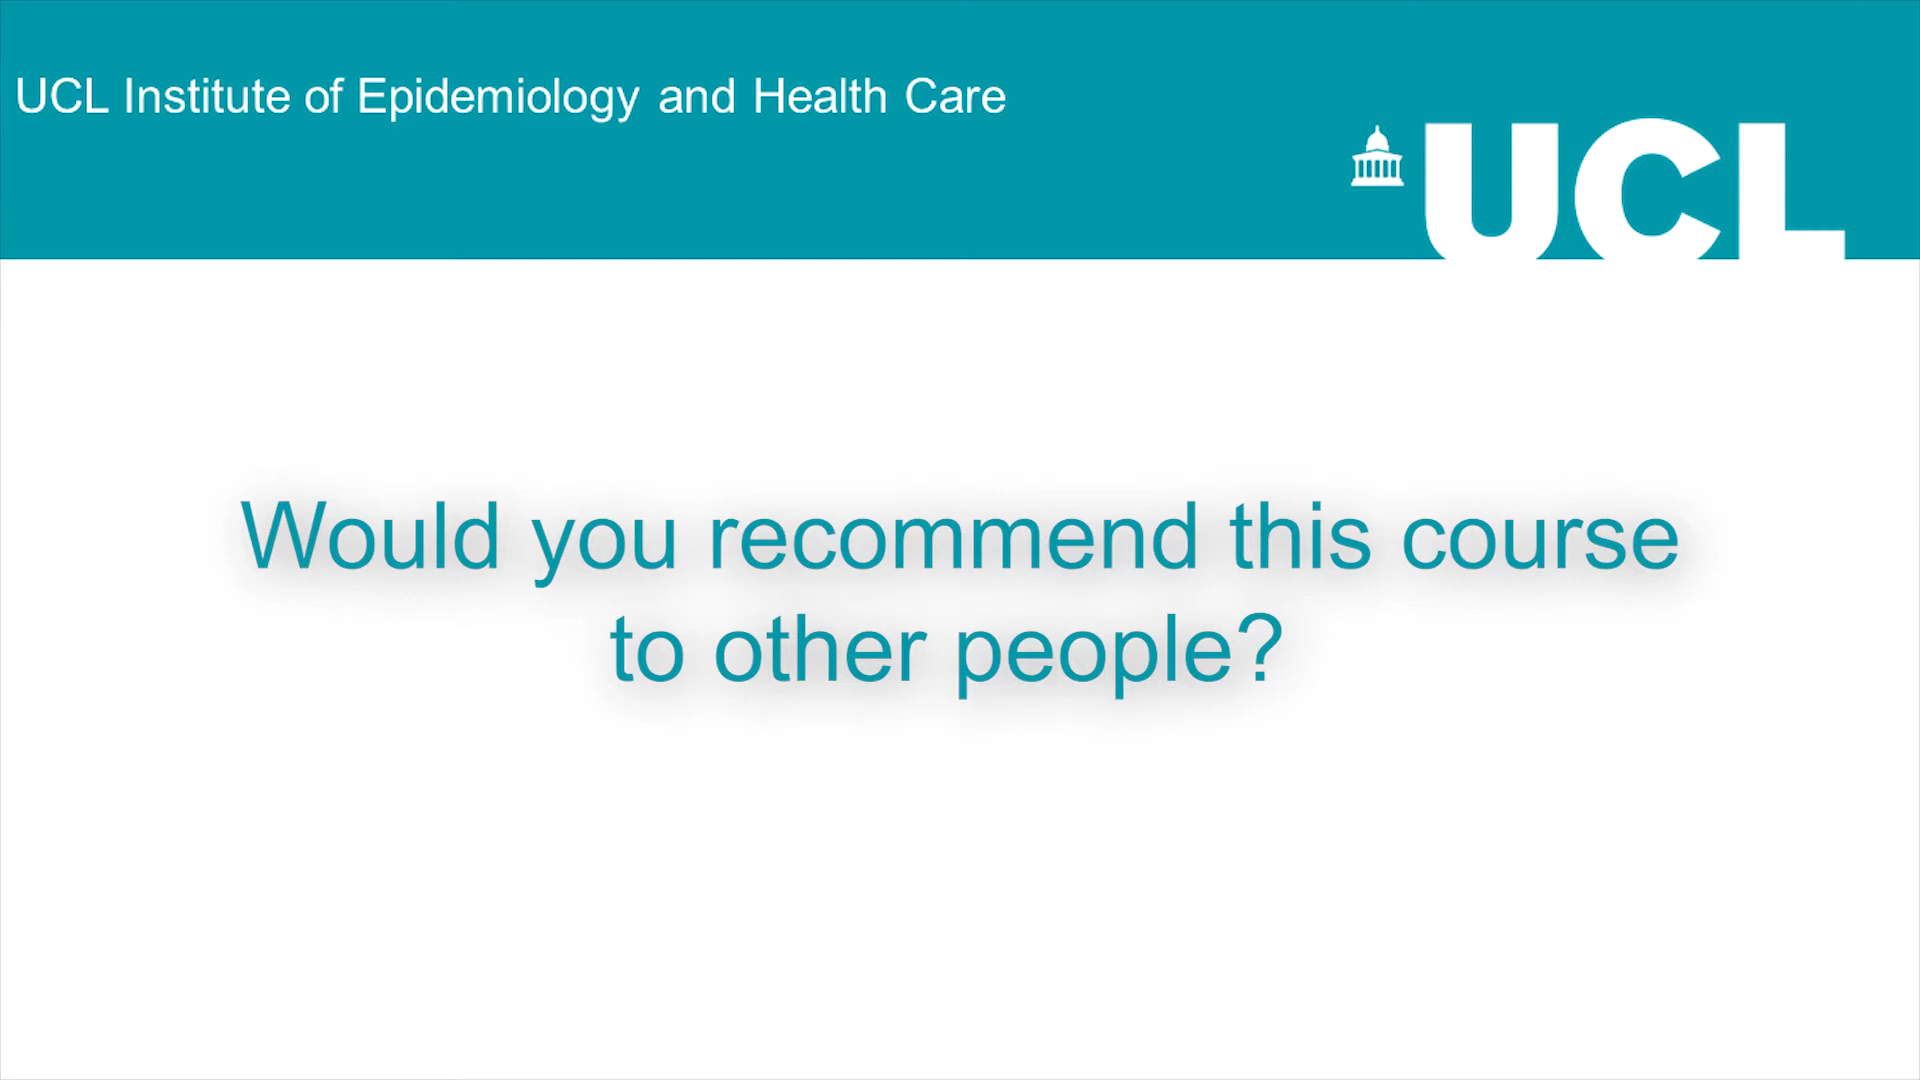 UCL Institute of Epidemiology and Health Care
UCL
Would you recommend this course
to other people?